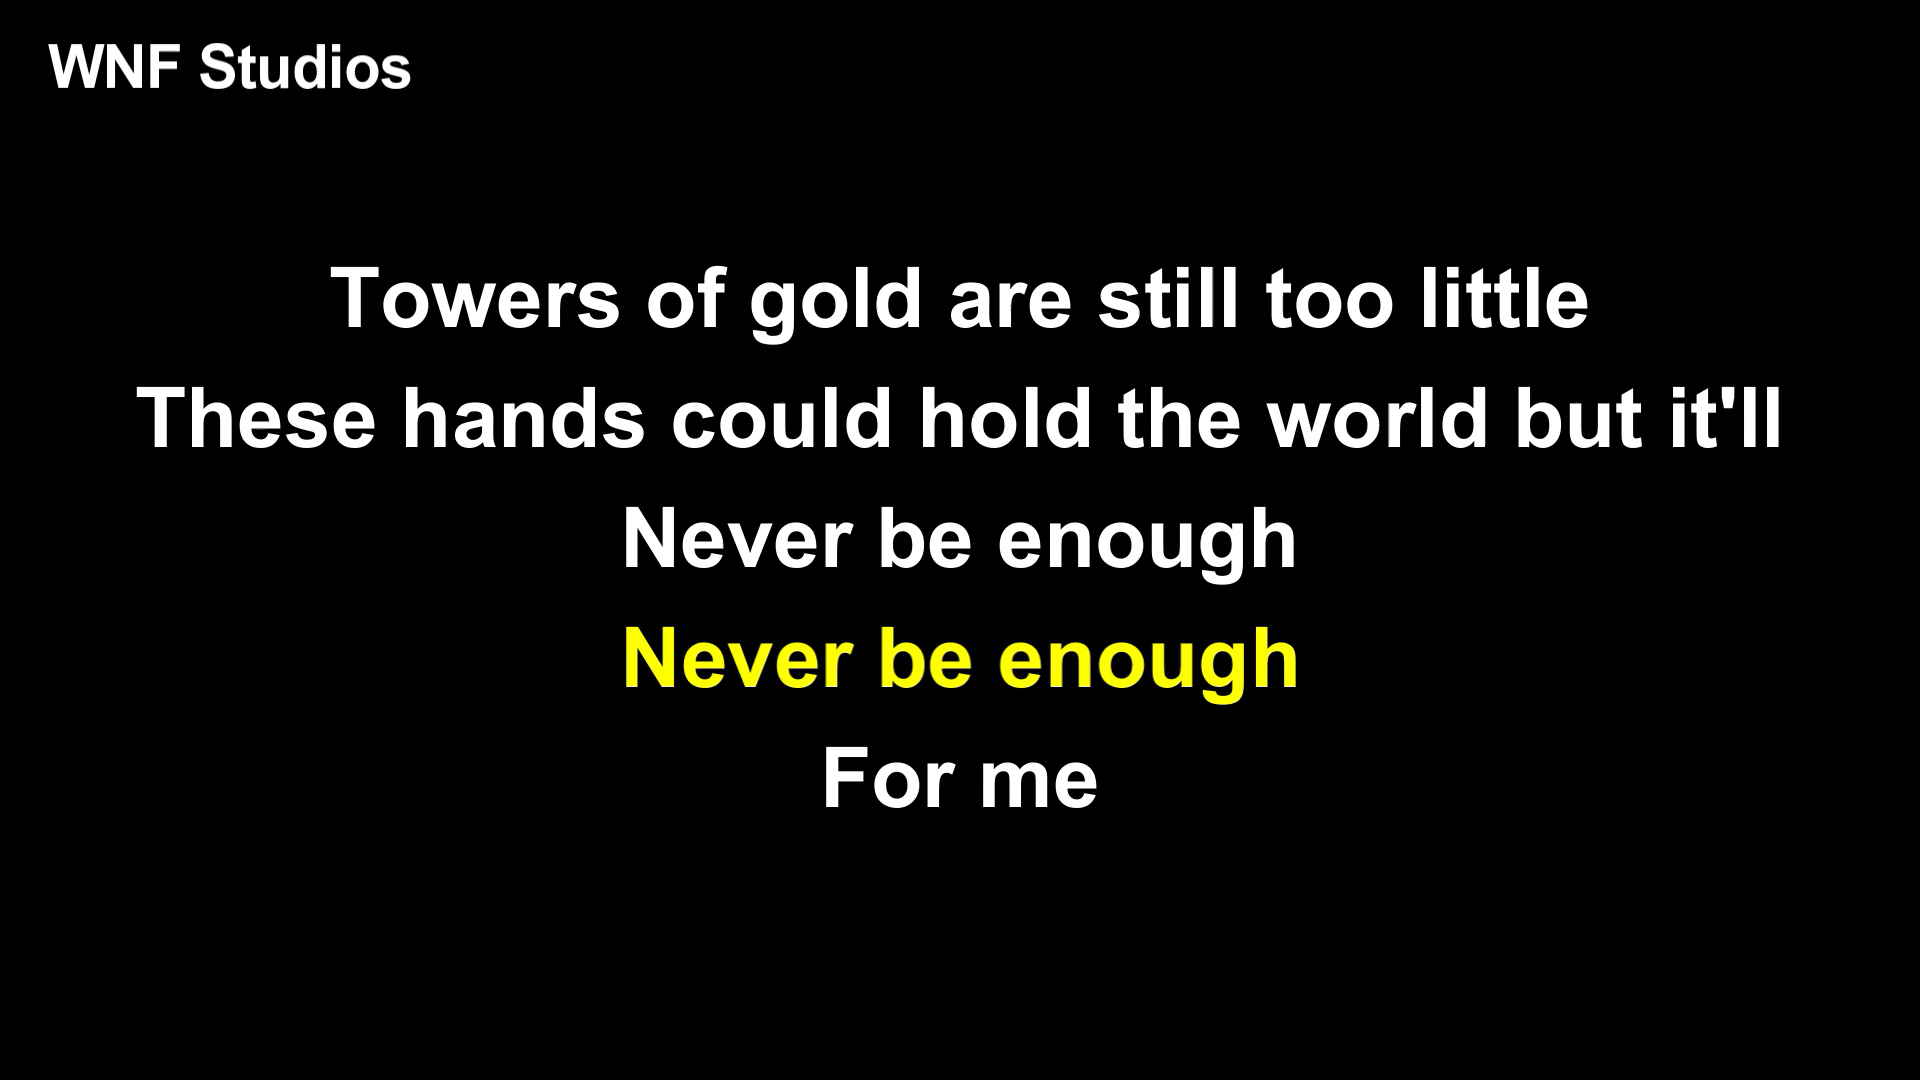 WNF Studios
Towers of gold are still too little
These hands could hold the world but it'll
Never be enough
Never be enough
For me